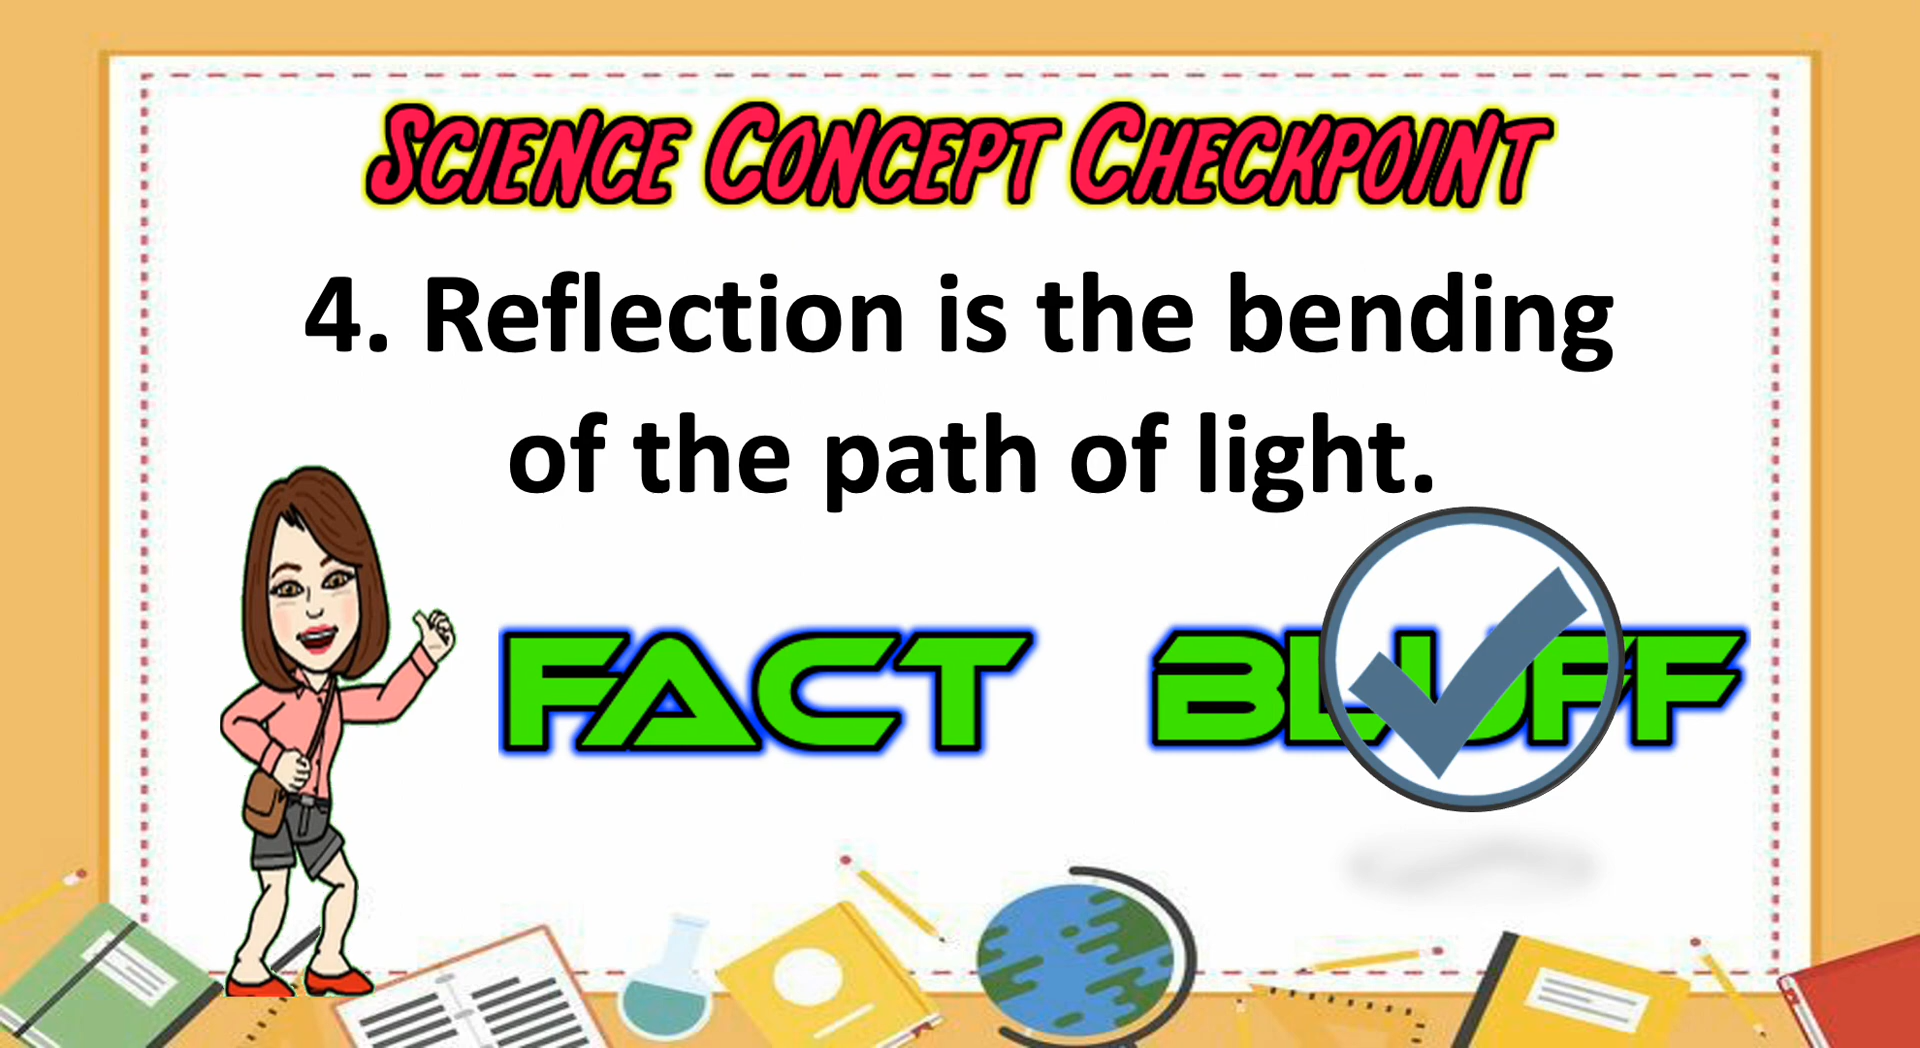 SCIENCE CONCEPT CHECKPOINT
4. Reflection is the bending
of the path of light.
FACT BLUFF